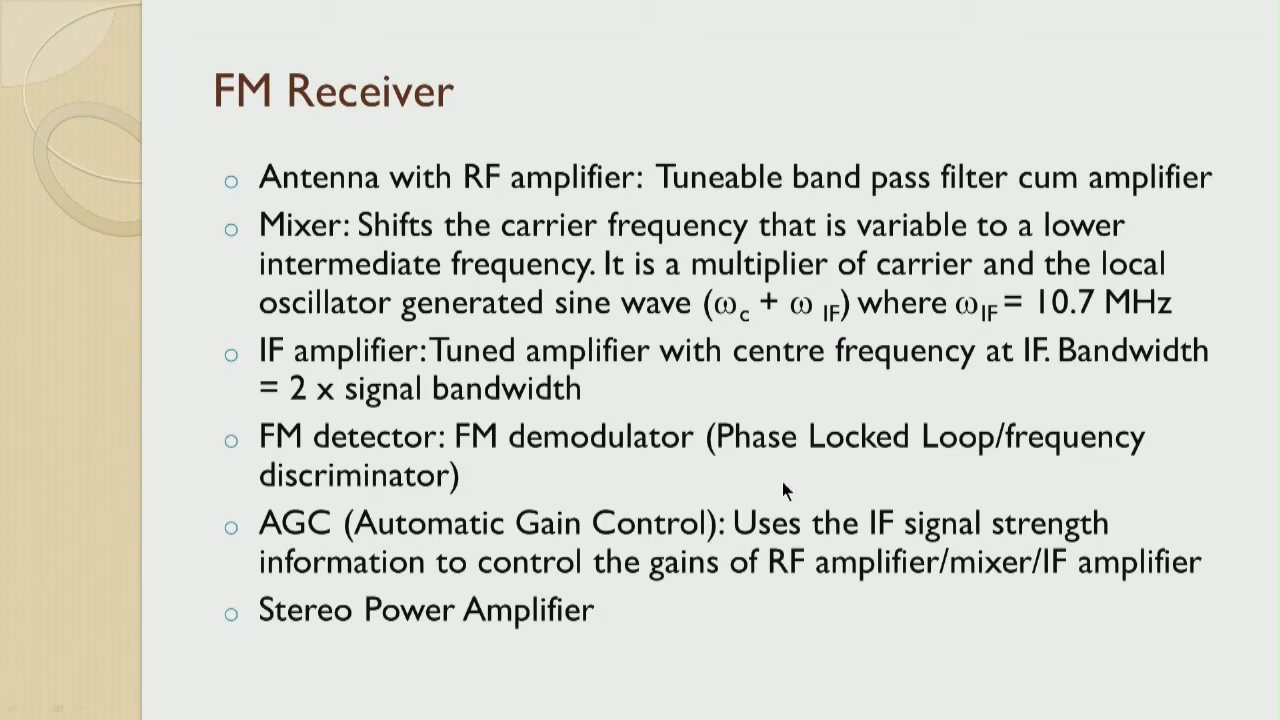 FM Receiver
Antenna with RF amplifier: Tuneable band pass filter cum amplifier
Mixer: Shifts the carrier frequency that is variable to a lower
intermediate frequency. It is a multiplier of carrier and the local
oscillator generated sine wave (ωc + ω IF) where ωIF = 10.7 MHz
IF amplifier: Tuned amplifier with centre frequency at IF. Bandwidth
= 2 x signal bandwidth
FM detector: FM demodulator (Phase Locked Loop/frequency
discriminator)
AGC (Automatic Gain Control): Uses the IF signal strength
information to control the gains of RF amplifier/mixer/IF amplifier
Stereo Power Amplifier